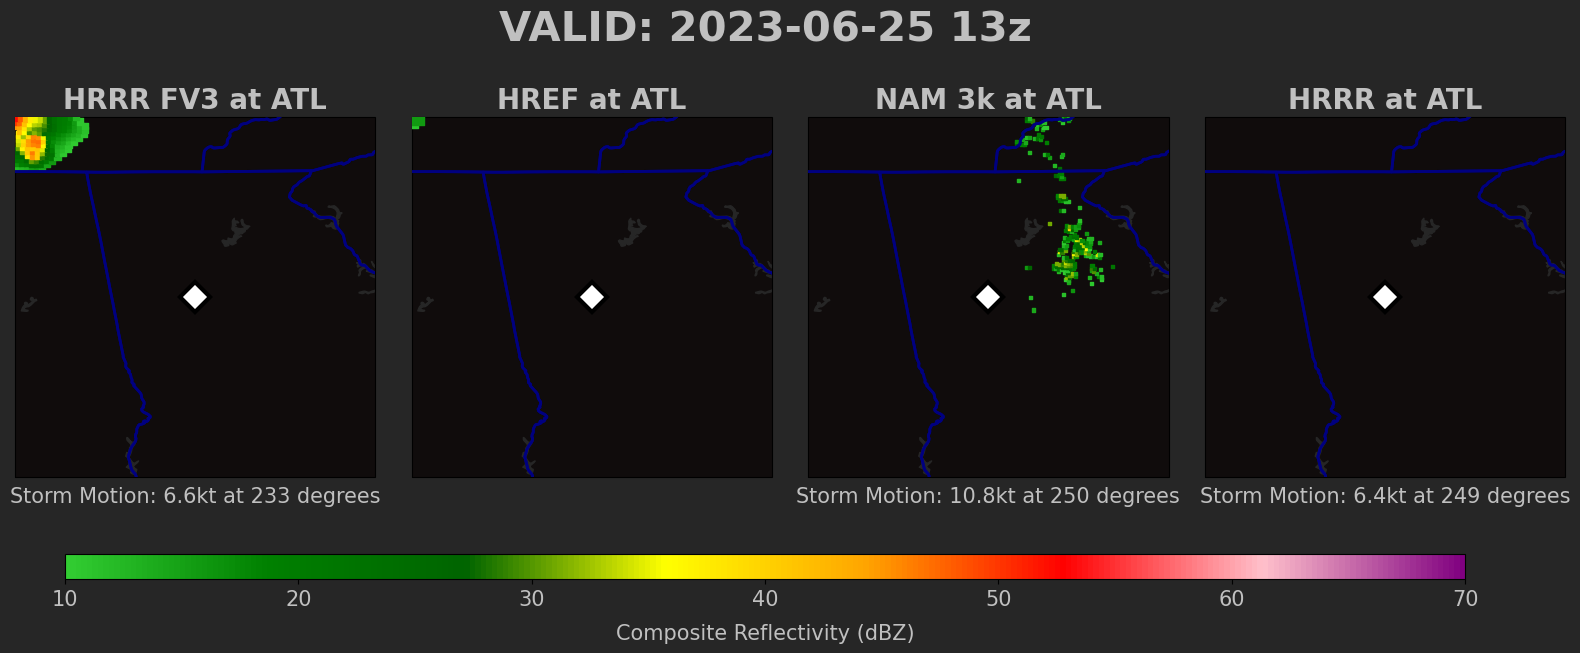 VALID: 2023-06-25 13z
HRRR FV3 at ATL
HREF at ATL
NAM 3k at ATL
HRRR at ATL
Storm Motion: 6.6kt at 233 degrees
Storm Motion: 10.8kt at 250 degrees
Storm Motion: 6.4kt at 249 degrees
10 20 30 40 50 60 70
Composite Reflectivity (dBZ)